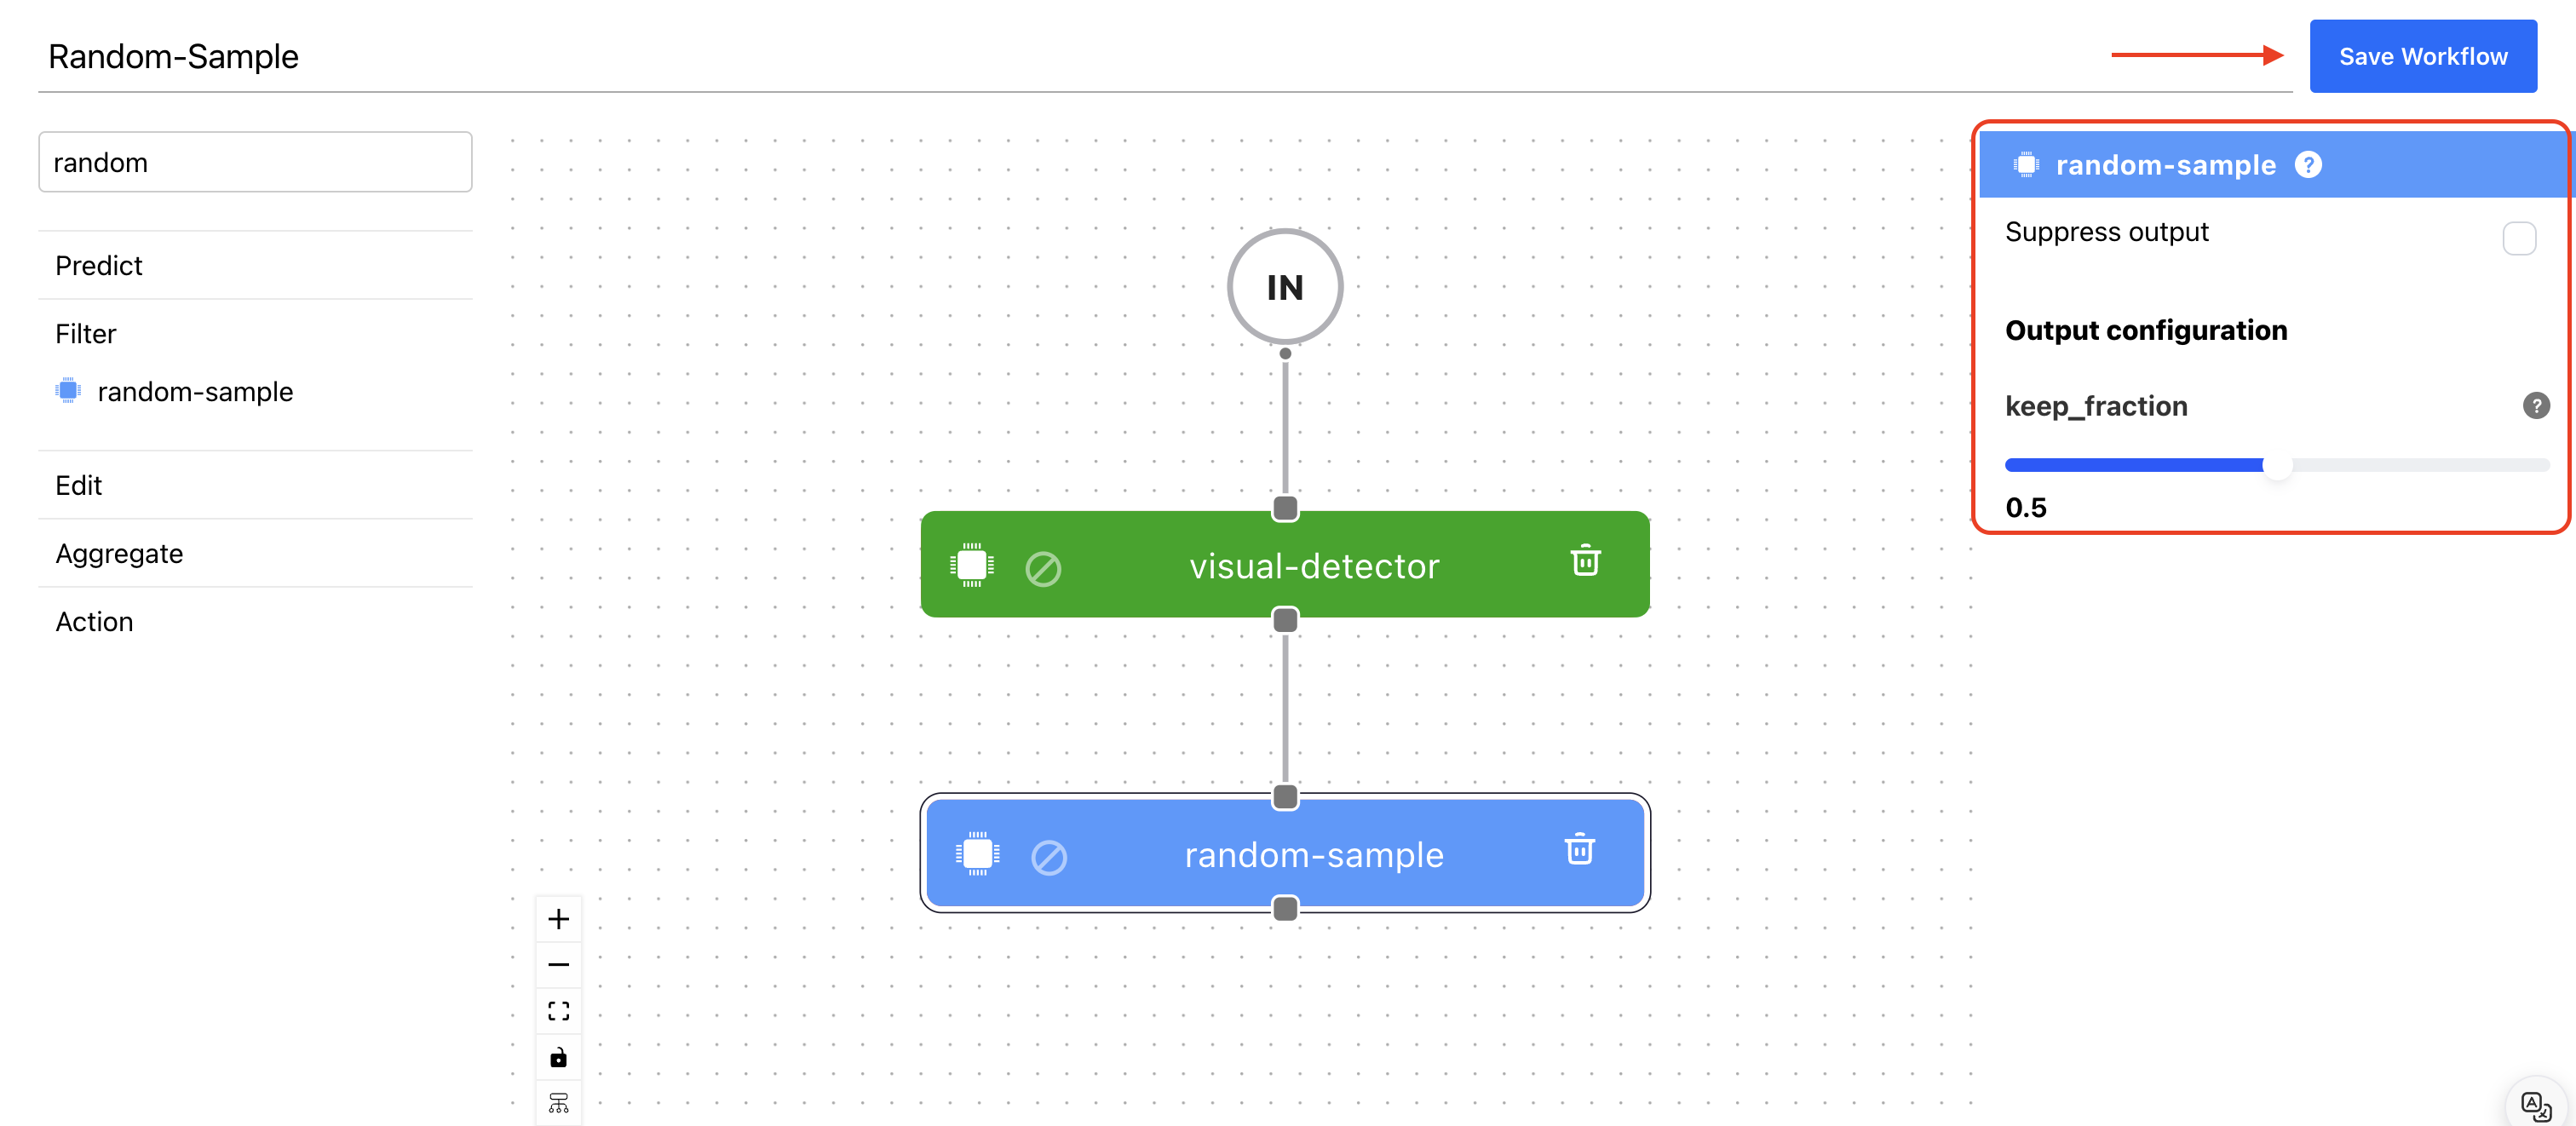 Random-Sample
Save Workflow
random
Predict
Filter
random-sample
Edit
Aggregate
Action
IN
visual-detector
random-sample
random-sample ?
Suppress output
Output configuration
keep_fraction ?
0.5